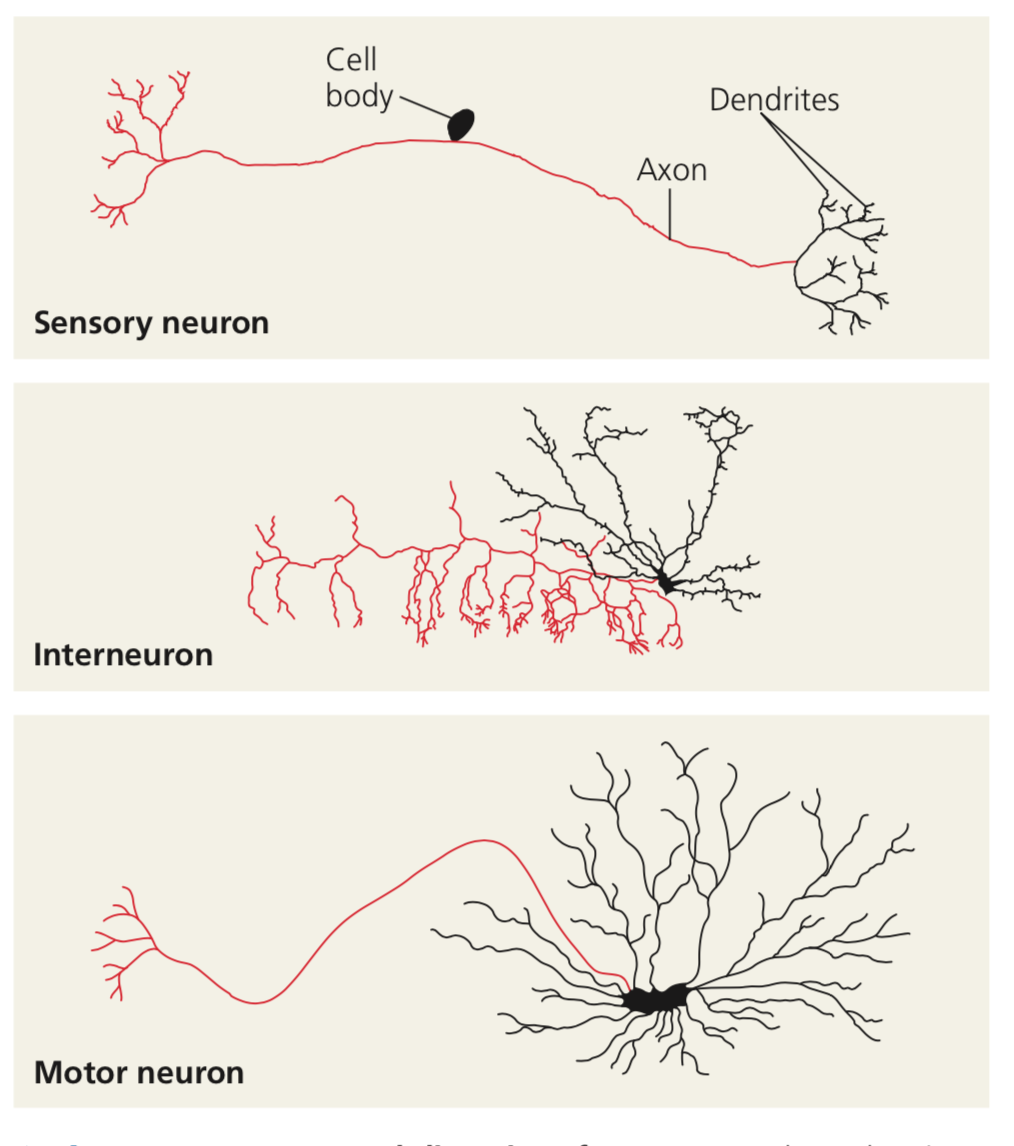 Cell
body
Dendrites
Axon
Sensory neuron
Interneuron
Motor neuron